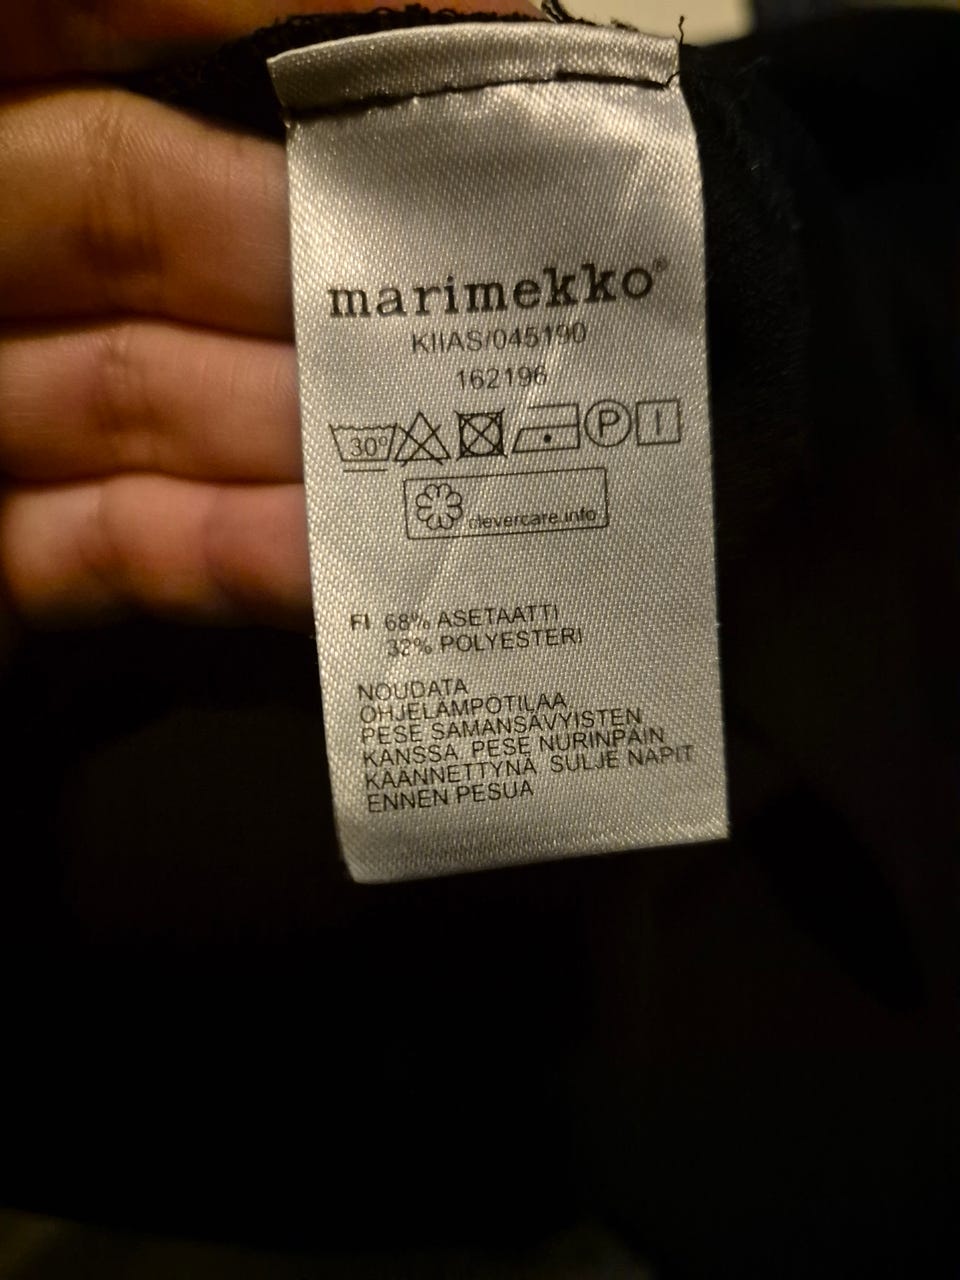 marimekko®
KIIAS/045190
162196
30° P
clevercare.info
FI 68% ASETAATTI
32% POLYESTERI
NOUDATA
OHJELÄMPÖTILAA,
PESE SAMANSÄVYISTEN
KANSSA, PESE NURINPÄIN
KÄÄNNETTYNÄ, SULJE NAPIT
ENNEN PESUA